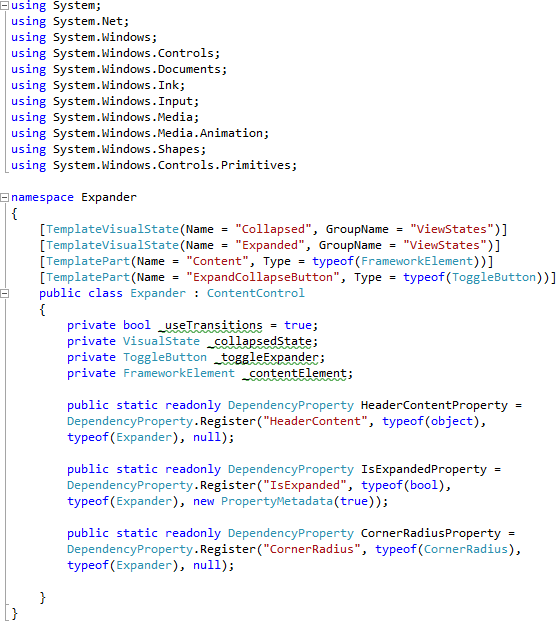 using System;
using System.Net;
using System.Windows;
using System.Windows.Controls;
using System.Windows.Documents;
using System.Windows.Ink;
using System.Windows.Input;
using System.Windows.Media;
using System.Windows.Media.Animation;
using System.Windows.Shapes;
using System.Windows.Controls.Primitives;

namespace Expander
{
    [TemplateVisualState(Name = "Collapsed", GroupName = "ViewStates")]
    [TemplateVisualState(Name = "Expanded", GroupName = "ViewStates")]
    [TemplatePart(Name = "Content", Type = typeof(FrameworkElement))]
    [TemplatePart(Name = "ExpandCollapseButton", Type = typeof(ToggleButton))]
    public class Expander : ContentControl
    {
        private bool _useTransitions = true;
        private VisualState _collapsedState;
        private ToggleButton _toggleExpander;
        private FrameworkElement _contentElement;

        public static readonly DependencyProperty HeaderContentProperty =
        DependencyProperty.Register("HeaderContent", typeof(object),
        typeof(Expander), null);

        public static readonly DependencyProperty IsExpandedProperty =
        DependencyProperty.Register("IsExpanded", typeof(bool),
        typeof(Expander), new PropertyMetadata(true));

        public static readonly DependencyProperty CornerRadiusProperty =
        DependencyProperty.Register("CornerRadius", typeof(CornerRadius),
        typeof(Expander), null);

    }
}